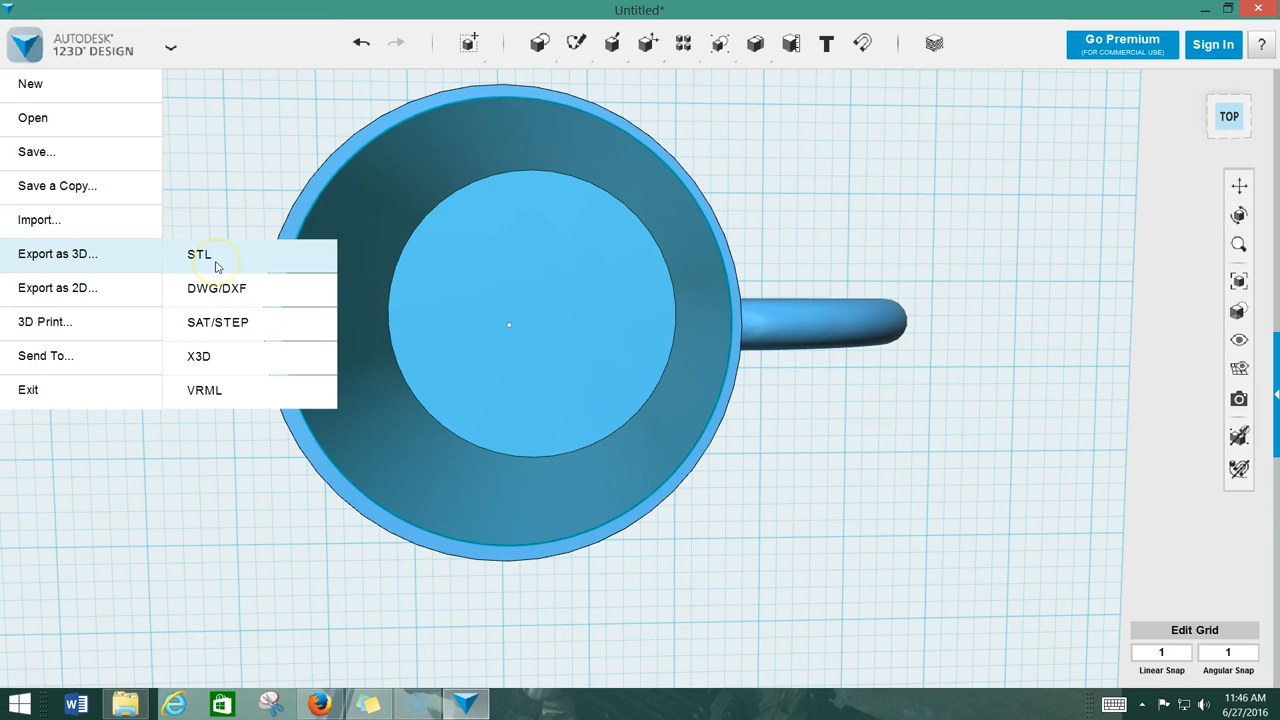 Untitled*
AUTODESK
123D® DESIGN
Go Premium
(FOR COMMERCIAL USE)
Sign In
?
T
New
Open
Save...
Save a Copy...
Import...
Export as 3D...
Export as 2D...
3D Print...
Send To...
Exit
STL
DWG/DXF
SAT/STEP
X3D
VRML
TOP
Edit Grid
1 1
Linear Snap Angular Snap
11:46 AM
6/27/2016